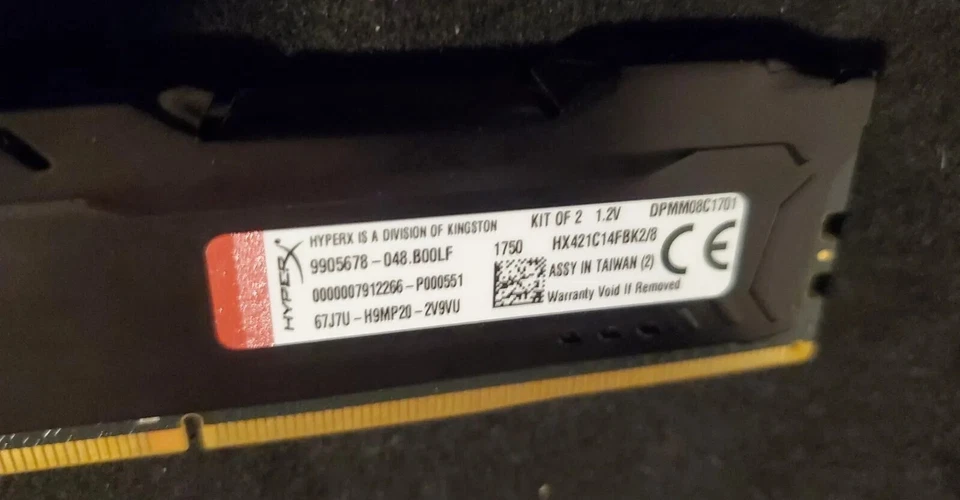 HYPERX
HYPERX IS A DIVISION OF KINGSTON
9905678-048.B00LF
0000007912266-P000551
67J7U-H9MP20-2V9VU
KIT OF 2 1.2V DPMM08C1701
1750 HX421C14FBK2/8
ASSY IN TAIWAN (2)
Warranty Void If Removed
CE